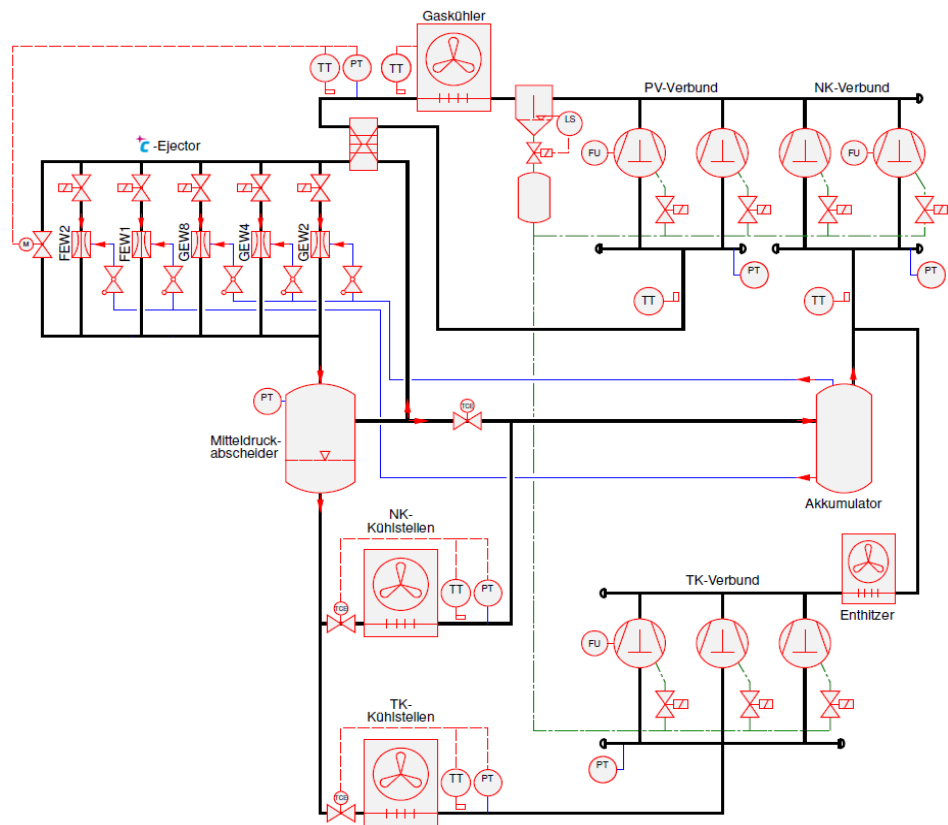 Gaskühler
TT
PT
TT
PV-Verbund
NK-Verbund
LS
c-Ejector
FU
FU
M
FEW2
FEW1
GEW8
GEW4
GEW2
PT
PT
TT
TT
PT
TCE
Mitteldruck-
abscheider
Akkumulator
NK-
Kühlstellen
TCE
TT
PT
TK-Verbund
Enthitzer
FU
TK-
Kühlstellen
PT
TCE
TT
PT